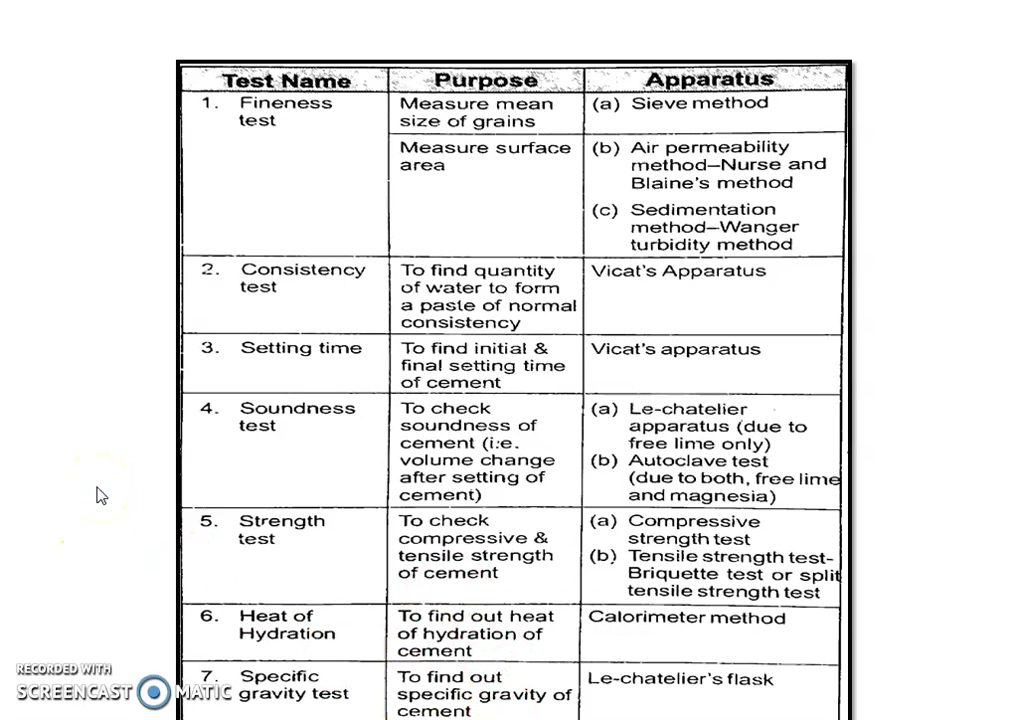 Test Name
Purpose
Apparatus
1. Fineness
test
Measure mean
size of grains
(a) Sieve method
Measure surface
area
(b) Air permeability
method–Nurse and
Blaine's method
(c) Sedimentation
method–Wanger
turbidity method
2. Consistency
test
To find quantity
of water to form
a paste of normal
consistency
Vicat's Apparatus
3. Setting time
To find initial &
final setting time
of cement
Vicat's apparatus
4. Soundness
test
To check
soundness of
cement (i.e.
volume change
after setting of
cement)
(a) Le-chatelier
apparatus (due to
free lime only)
(b) Autoclave test
(due to both, free lime
and magnesia)
5. Strength
test
To check
compressive &
tensile strength
of cement
(a) Compressive
strength test
(b) Tensile strength test-
Briquette test or split
tensile strength test
6. Heat of
Hydration
To find out heat
of hydration of
cement
Calorimeter method
7. Specific
gravity test
To find out
specific gravity of
cement
Le-chatelier's flask
RECORDED WITH
SCREENCAST MATIC